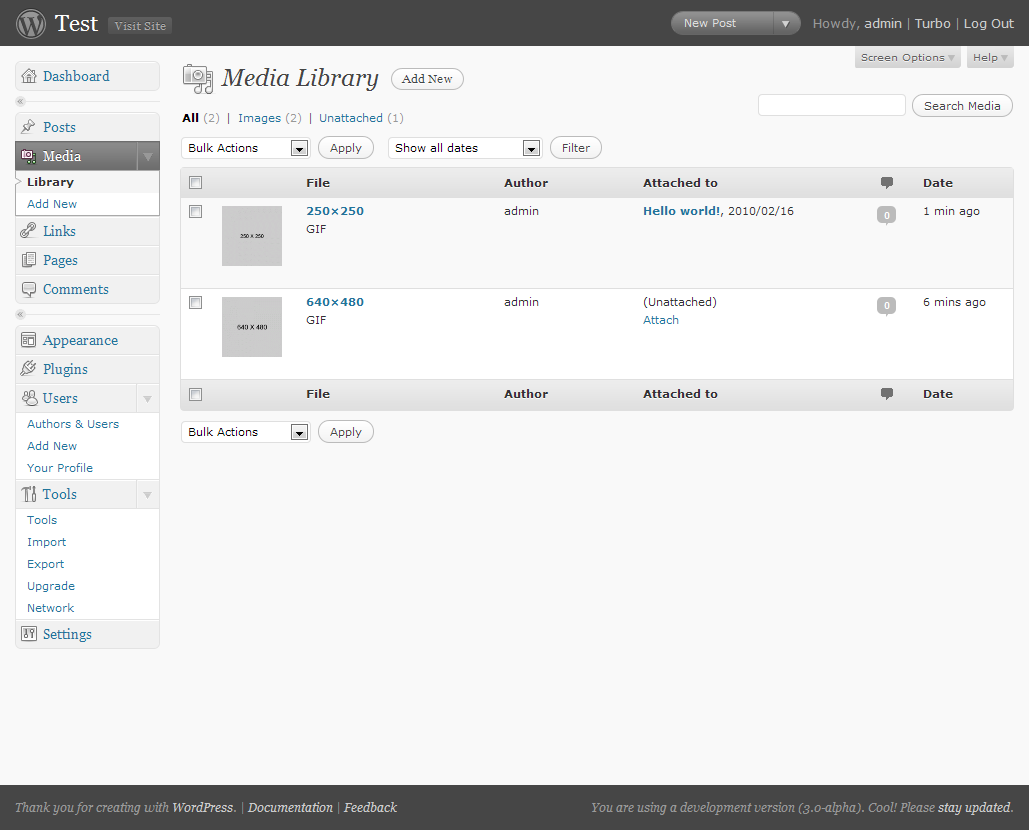 Test Visit Site New Post Howdy, admin | Turbo | Log Out
Screen Options Help
Dashboard
Posts
Media
Library
Add New
Links
Pages
Comments
Appearance
Plugins
Users
Authors & Users
Add New
Your Profile
Tools
Tools
Import
Export
Upgrade
Network
Settings
Media Library Add New
Search Media
All (2) | Images (2) | Unattached (1)
Bulk Actions Apply Show all dates Filter
File Author Attached to Date
250 X 250 250×250 admin Hello world!, 2010/02/16 0 1 min ago
GIF
640 X 480 640×480 admin (Unattached) 0 6 mins ago
GIF Attach
File Author Attached to Date
Bulk Actions Apply
Thank you for creating with WordPress. | Documentation | Feedback You are using a development version (3.0-alpha). Cool! Please stay updated.